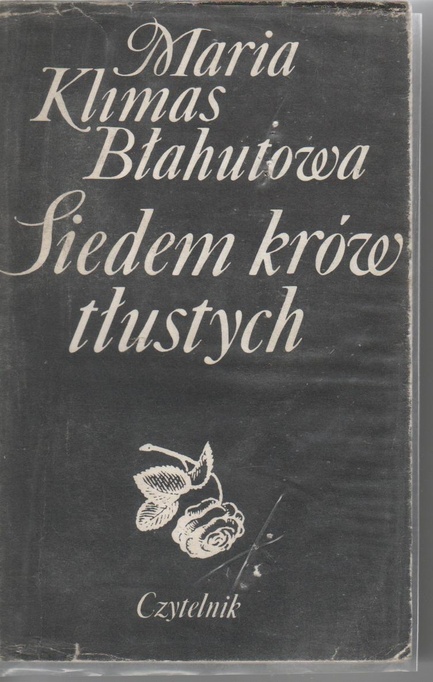 Maria
Klimas
Błahutowa
Siedem krów
tłustych
Czytelnik